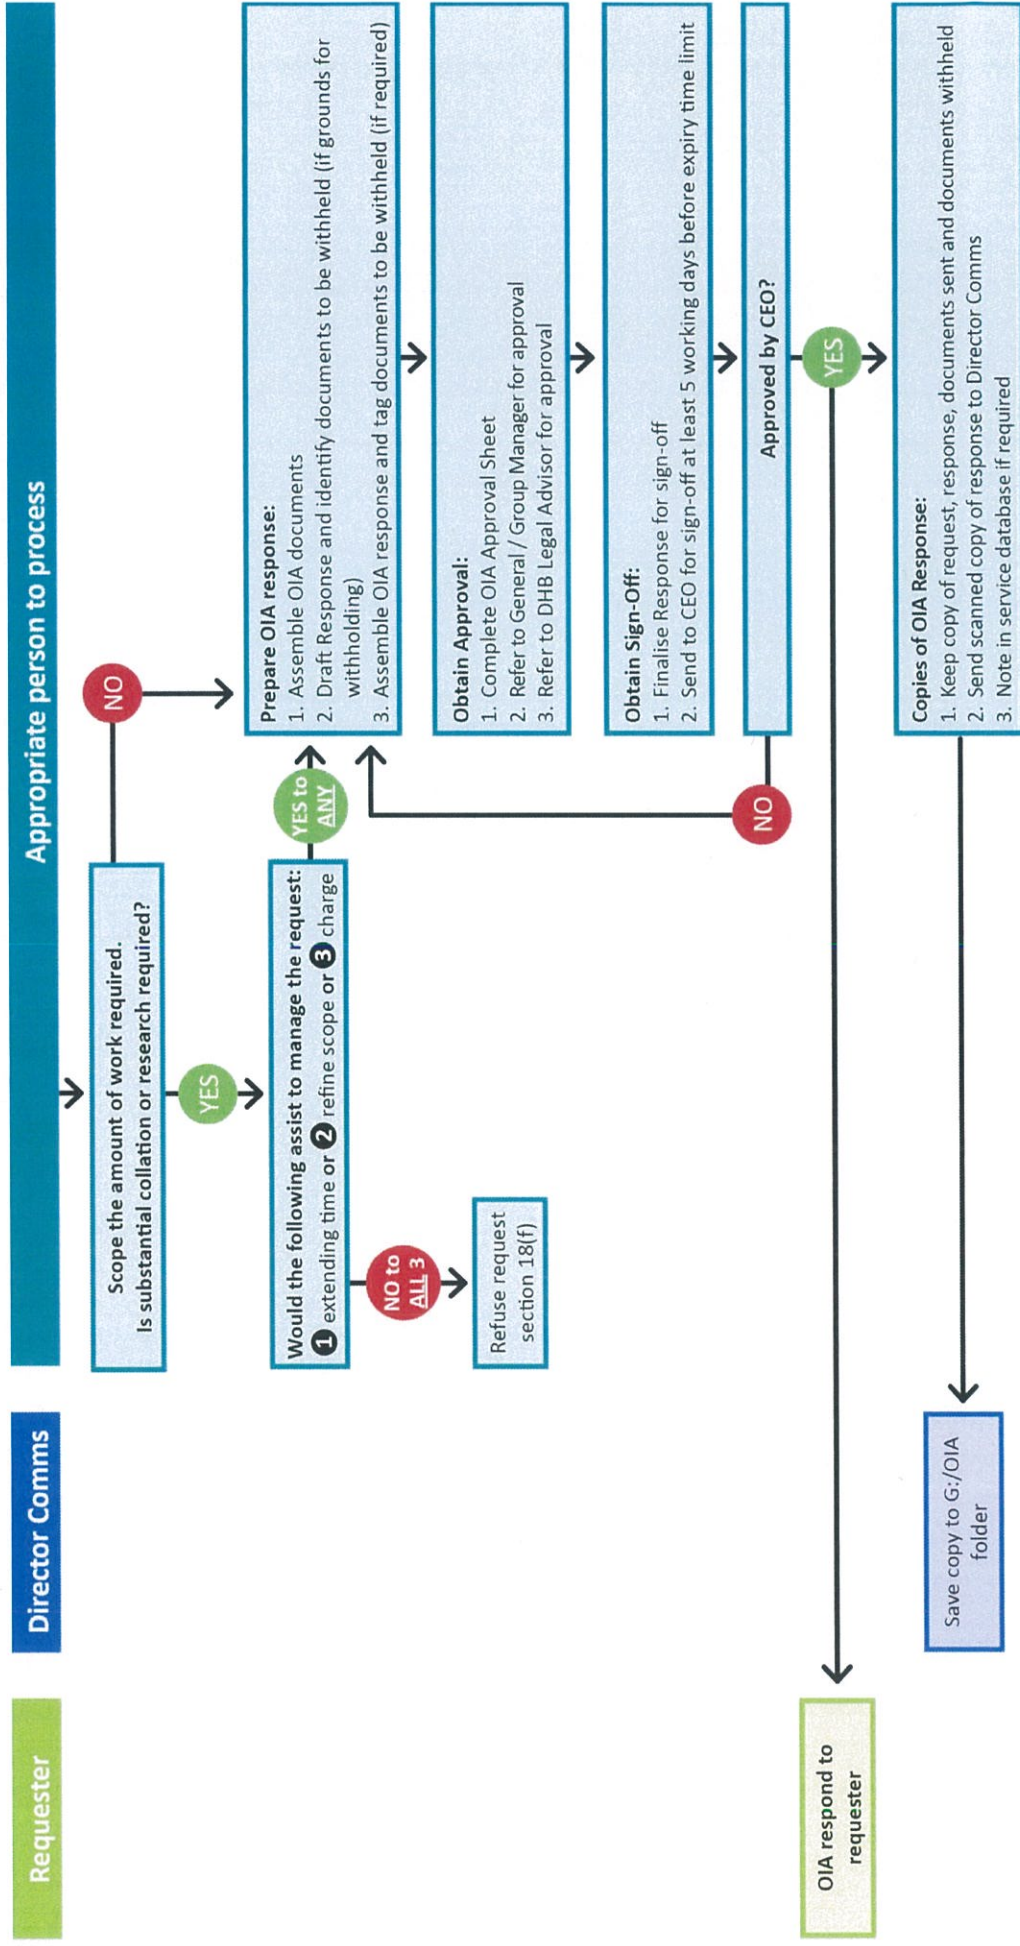 Requester
Director Comms
Appropriate person to process
Scope the amount of work required.
Is substantial collation or research required?
NO
YES
Would the following assist to manage the request:
1 extending time or 2 refine scope or 3 charge
YES to
ANY
NO to
ALL 3
Refuse request
section 18(f)
Prepare OIA response:
1. Assemble OIA documents
2. Draft Response and identify documents to be withheld (if grounds for
withholding)
3. Assemble OIA response and tag documents to be withheld (if required)
Obtain Approval:
1. Complete OIA Approval Sheet
2. Refer to General / Group Manager for approval
3. Refer to DHB Legal Advisor for approval
Obtain Sign-Off:
1. Finalise Response for sign-off
2. Send to CEO for sign-off at least 5 working days before expiry time limit
Approved by CEO?
NO
YES
OIA respond to
requester
Copies of OIA Response:
1. Keep copy of request, response, documents sent and documents withheld
2. Send scanned copy of response to Director Comms
3. Note in service database if required
Save copy to G:/OIA
folder